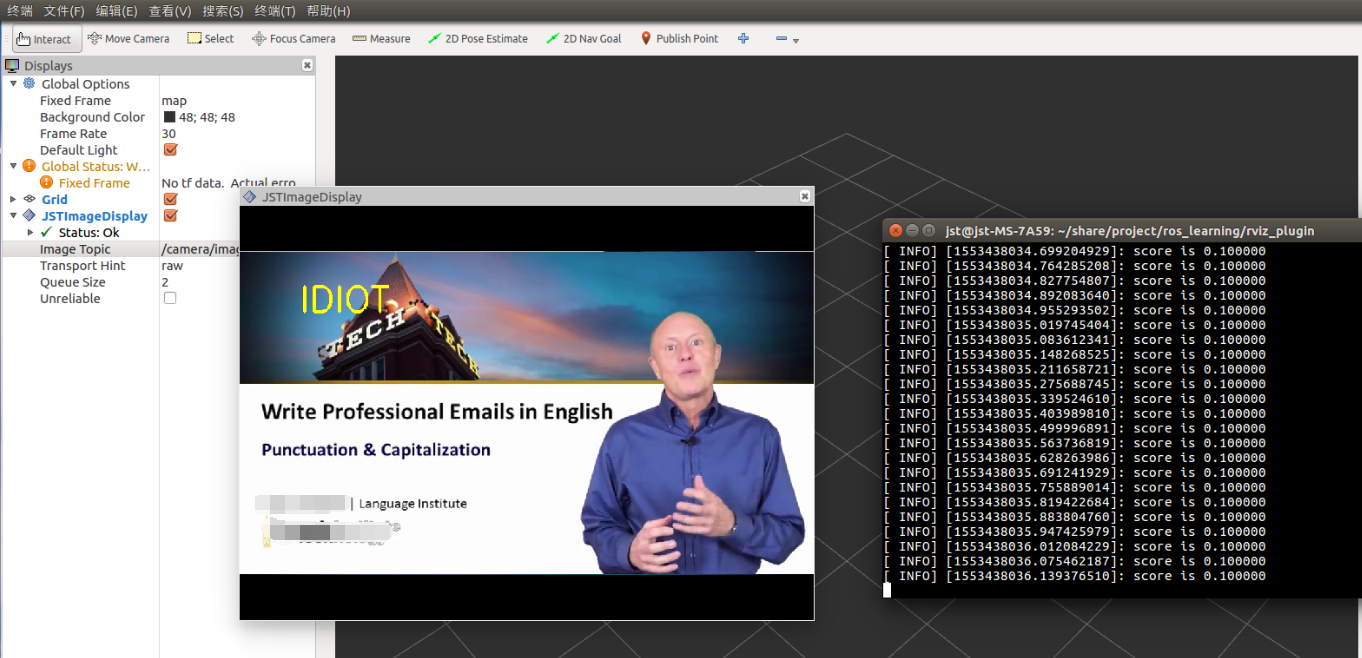 终端 文件(F) 编辑(E) 查看(V) 搜索(S) 终端(T) 帮助(H)
Interact Move Camera Select Focus Camera Measure 2D Pose Estimate 2D Nav Goal Publish Point
Displays
Global Options
Fixed Frame map
Background Color 48; 48; 48
Frame Rate 30
Default Light
Global Status: W...
Fixed Frame No tf data. Actual erro
Grid
JSTImageDisplay
Status: Ok
Image Topic /camera/imag
Transport Hint raw
Queue Size 2
Unreliable
JSTImageDisplay
IDIOT
TECH TECH
Write Professional Emails in English
Punctuation & Capitalization
| Language Institute
jst@jst-MS-7A59: ~/share/project/ros_learning/rviz_plugin
[ INFO] [1553438034.699204929]: score is 0.100000
[ INFO] [1553438034.764285208]: score is 0.100000
[ INFO] [1553438034.827754807]: score is 0.100000
[ INFO] [1553438034.892083640]: score is 0.100000
[ INFO] [1553438034.955293502]: score is 0.100000
[ INFO] [1553438035.019745404]: score is 0.100000
[ INFO] [1553438035.083612341]: score is 0.100000
[ INFO] [1553438035.148268525]: score is 0.100000
[ INFO] [1553438035.211658721]: score is 0.100000
[ INFO] [1553438035.275688745]: score is 0.100000
[ INFO] [1553438035.339524610]: score is 0.100000
[ INFO] [1553438035.403989810]: score is 0.100000
[ INFO] [1553438035.499996891]: score is 0.100000
[ INFO] [1553438035.563736819]: score is 0.100000
[ INFO] [1553438035.628263986]: score is 0.100000
[ INFO] [1553438035.691241929]: score is 0.100000
[ INFO] [1553438035.755889014]: score is 0.100000
[ INFO] [1553438035.819422684]: score is 0.100000
[ INFO] [1553438035.883804760]: score is 0.100000
[ INFO] [1553438035.947425979]: score is 0.100000
[ INFO] [1553438036.012084229]: score is 0.100000
[ INFO] [1553438036.075462187]: score is 0.100000
[ INFO] [1553438036.139376510]: score is 0.100000